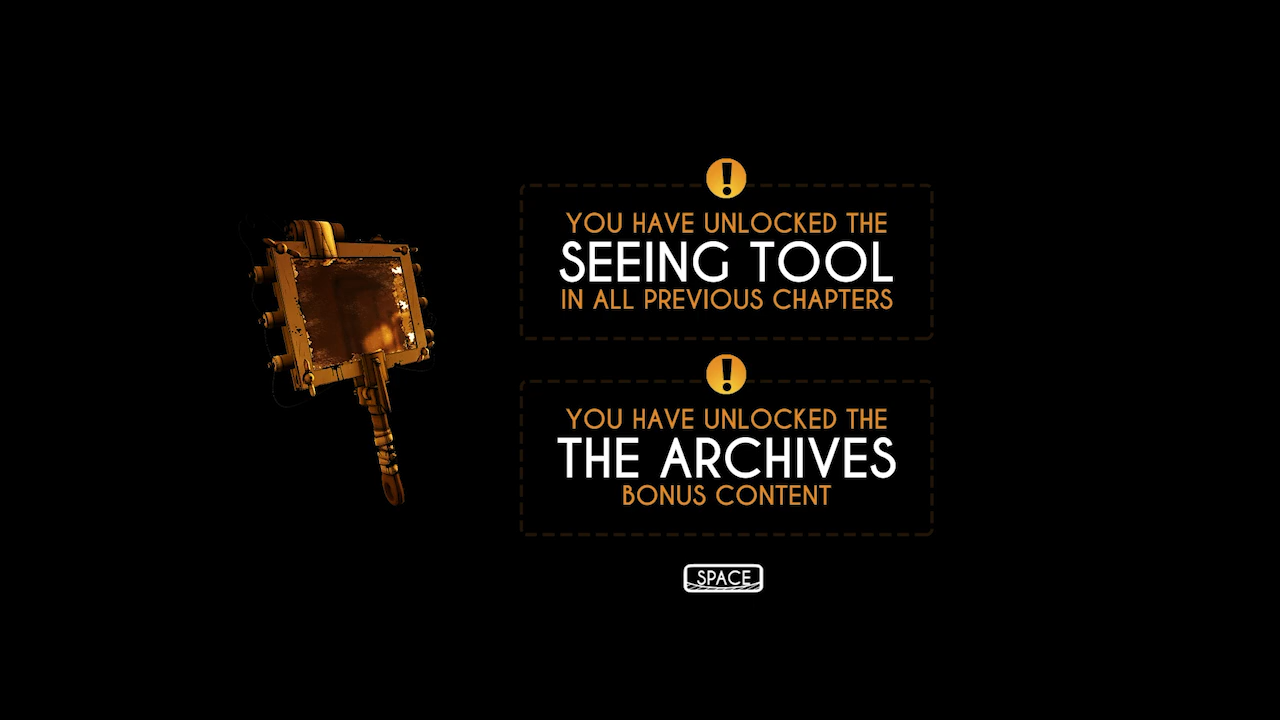 YOU HAVE UNLOCKED THE
SEEING TOOL
IN ALL PREVIOUS CHAPTERS
YOU HAVE UNLOCKED THE
THE ARCHIVES
BONUS CONTENT
SPACE